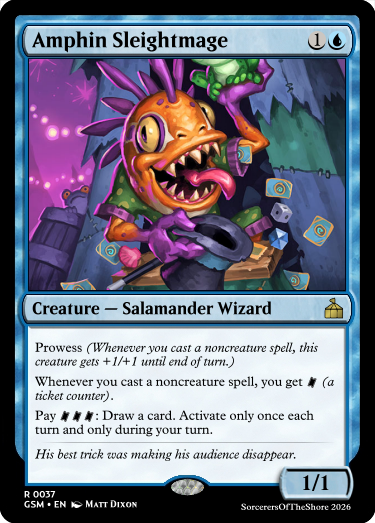 Amphin Sleightmage 1
Creature — Salamander Wizard
Prowess (Whenever you cast a noncreature spell, this
creature gets +1/+1 until end of turn.)
Whenever you cast a noncreature spell, you get (a
ticket counter).
Pay : Draw a card. Activate only once each
turn and only during your turn.
His best trick was making his audience disappear.
1/1
R 0037
GSM • EN Matt Dixon
SorcerersOfTheShore 2026